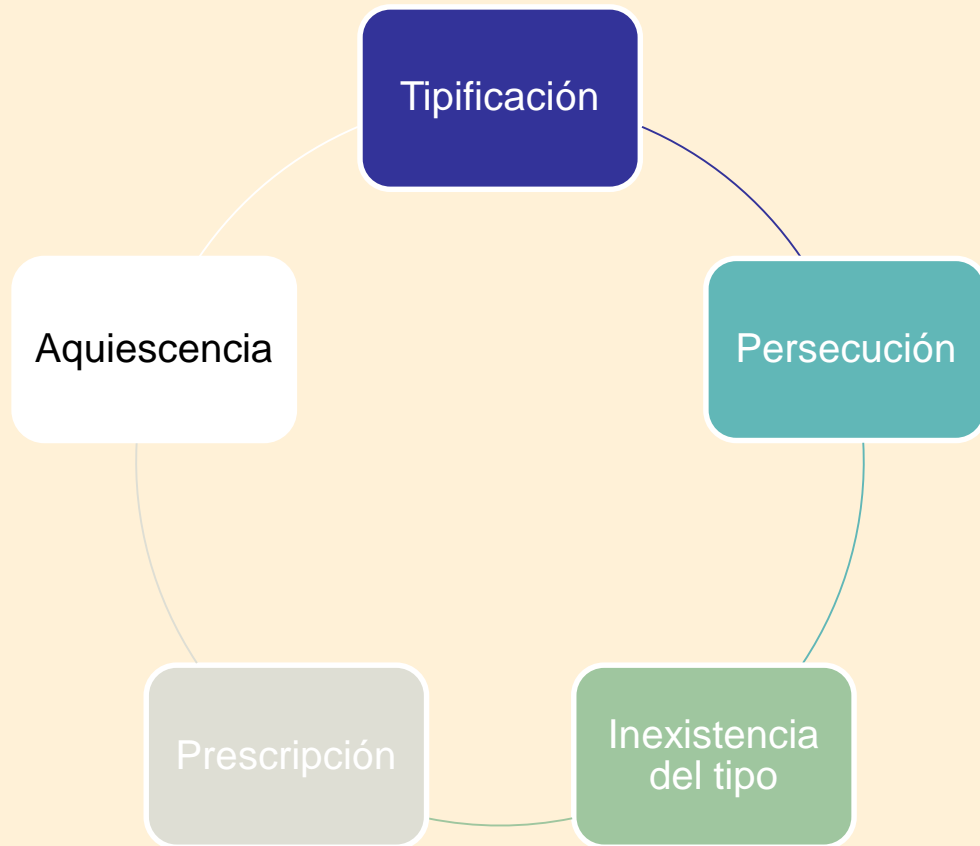 Tipificación
Persecución
Inexistencia
del tipo
Prescripción
Aquiescencia